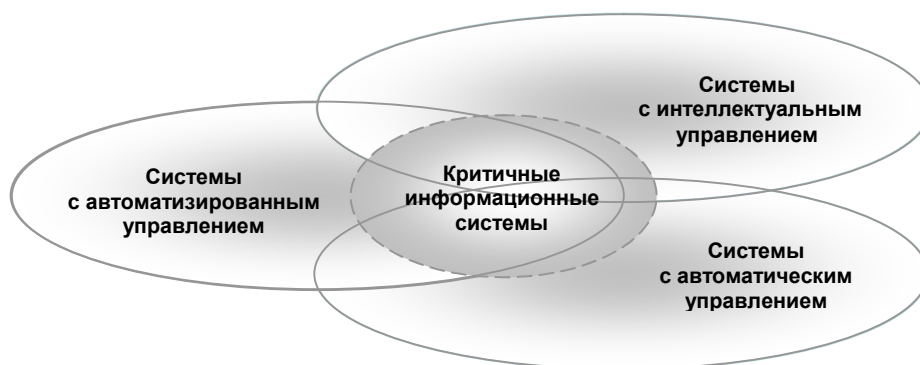 Системы
с интеллектуальным
управлением
Системы
с автоматизированным
управлением
Критичные
информационные
системы
Системы
с автоматическим
управлением